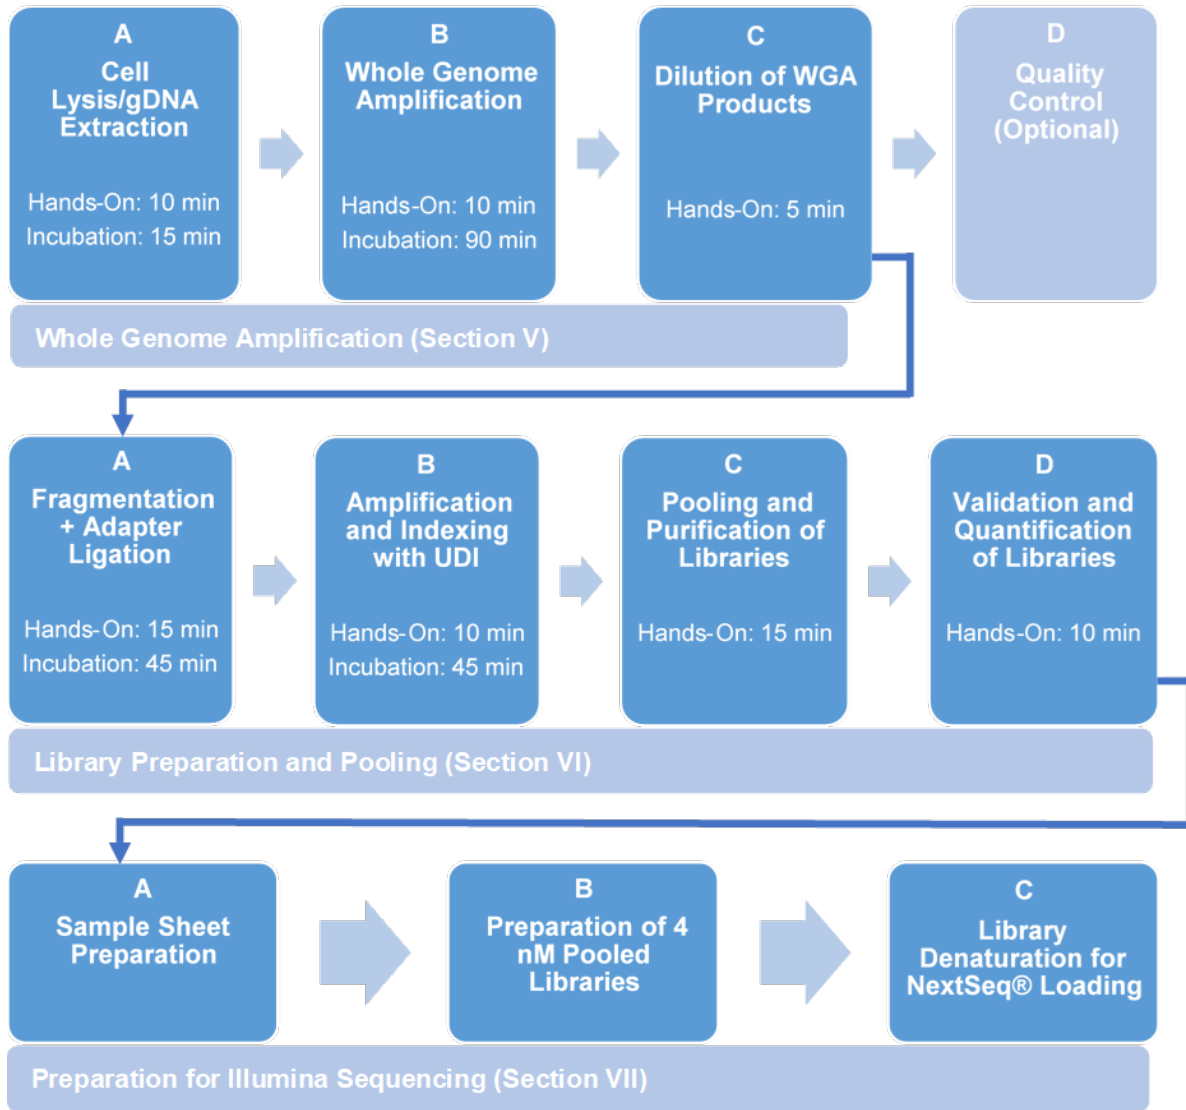 A
Cell
Lysis/gDNA
Extraction
Hands-On: 10 min
Incubation: 15 min
B
Whole Genome
Amplification
Hands-On: 10 min
Incubation: 90 min
C
Dilution of WGA
Products
Hands-On: 5 min
D
Quality
Control
(Optional)
Whole Genome Amplification (Section V)
A
Fragmentation
+ Adapter
Ligation
Hands-On: 15 min
Incubation: 45 min
B
Amplification
and Indexing
with UDI
Hands-On: 10 min
Incubation: 45 min
C
Pooling and
Purification of
Libraries
Hands-On: 15 min
D
Validation and
Quantification
of Libraries
Hands-On: 10 min
Library Preparation and Pooling (Section VI)
A
Sample Sheet
Preparation
B
Preparation of 4
nM Pooled
Libraries
C
Library
Denaturation for
NextSeq® Loading
Preparation for Illumina Sequencing (Section VII)